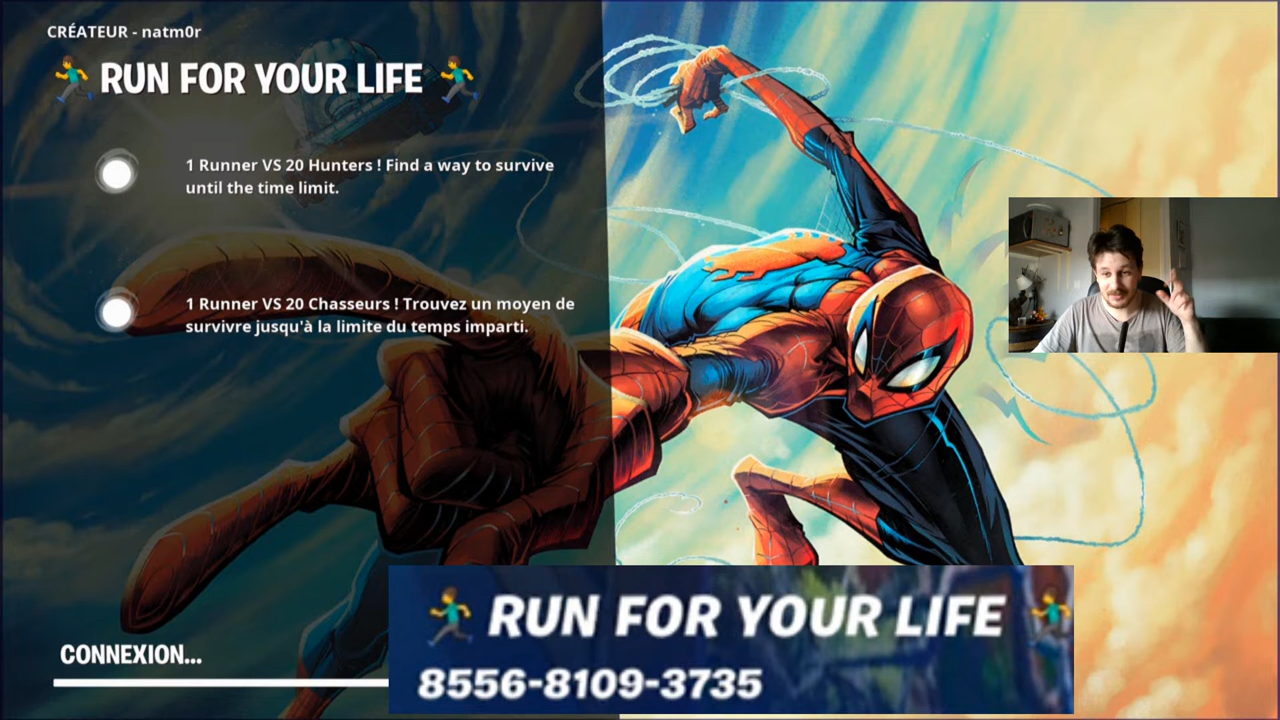 CRÉATEUR - natm0r
🏃‍♂️ RUN FOR YOUR LIFE 🏃‍♂️
1 Runner VS 20 Hunters ! Find a way to survive
until the time limit.
1 Runner VS 20 Chasseurs ! Trouvez un moyen de
survivre jusqu'à la limite du temps imparti.
CONNEXION...
🏃‍♂️ RUN FOR YOUR LIFE 🏃‍♂️
8556-8109-3735